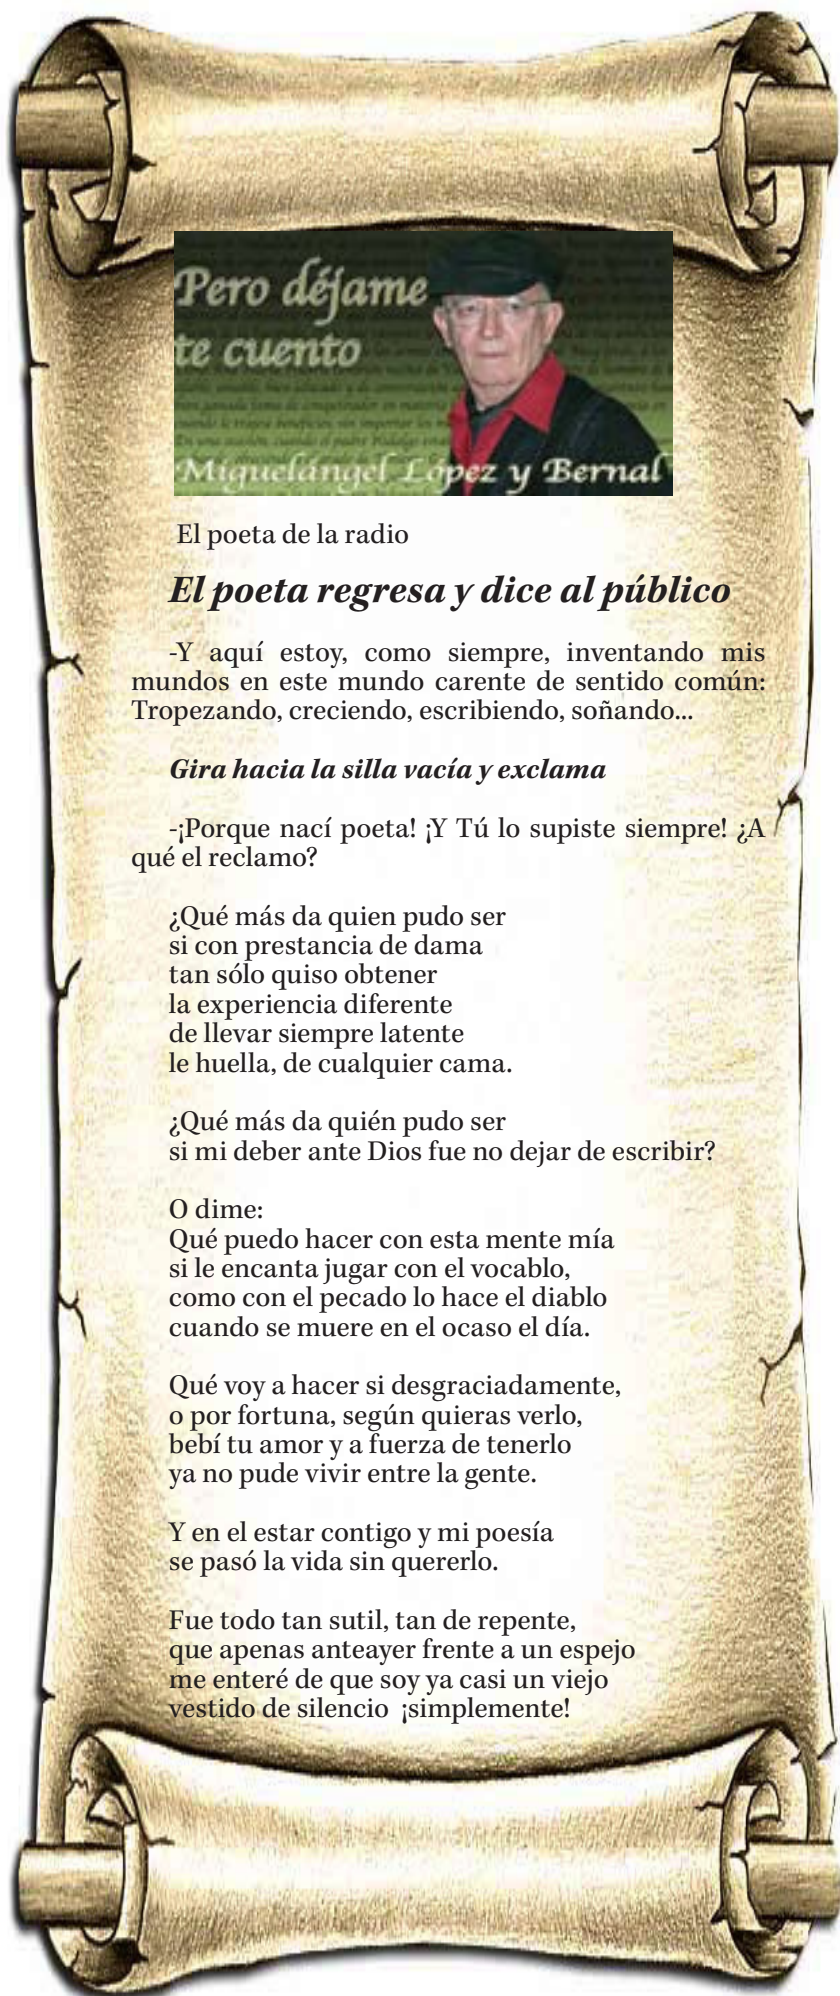 Pero déjame
te cuento
Miguelángel López y Bernal
El poeta de la radio
El poeta regresa y dice al público
-Y aquí estoy, como siempre, inventando mis
mundos en este mundo carente de sentido común:
Tropezando, creciendo, escribiendo, soñando...
Gira hacia la silla vacía y exclama
-¡Porque nací poeta! ¡Y Tú lo supiste siempre! ¿A
qué el reclamo?
¿Qué más da quien pudo ser
si con prestancia de dama
tan sólo quiso obtener
la experiencia diferente
de llevar siempre latente
le huella, de cualquier cama.
¿Qué más da quién pudo ser
si mi deber ante Dios fue no dejar de escribir?
O dime:
Qué puedo hacer con esta mente mía
si le encanta jugar con el vocablo,
como con el pecado lo hace el diablo
cuando se muere en el ocaso el día.
Qué voy a hacer si desgraciadamente,
o por fortuna, según quieras verlo,
bebí tu amor y a fuerza de tenerlo
ya no pude vivir entre la gente.
Y en el estar contigo y mi poesía
se pasó la vida sin quererlo.
Fue todo tan sutil, tan de repente,
que apenas anteayer frente a un espejo
me enteré de que soy ya casi un viejo
vestido de silencio ¡simplemente!